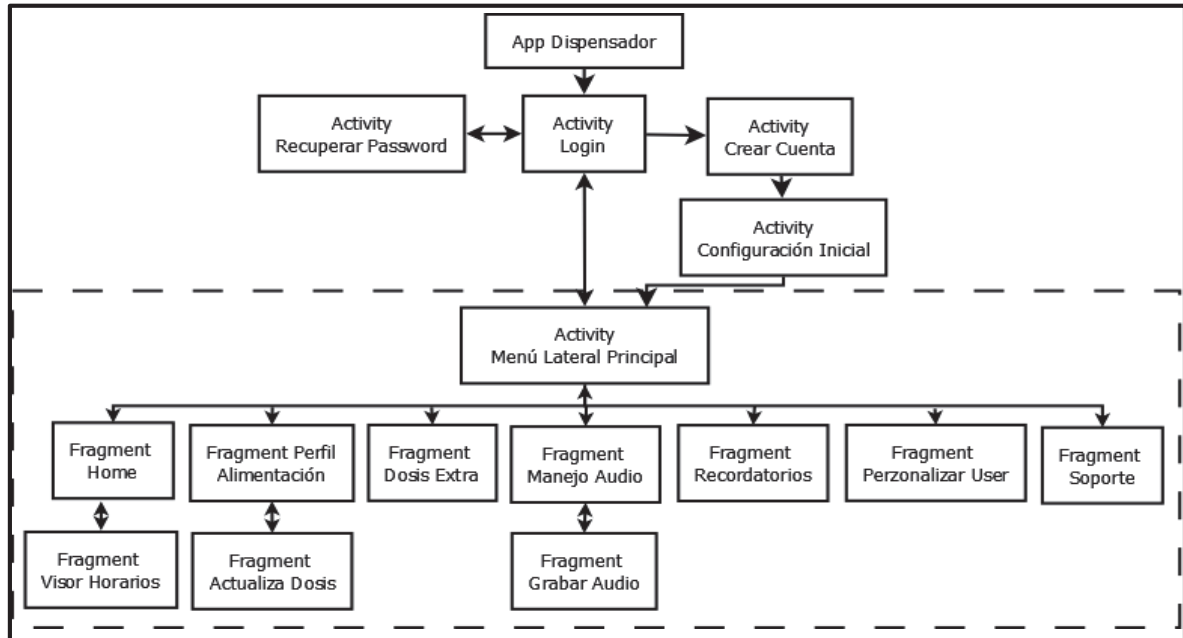 App Dispensador
Activity
Recuperar Password
Activity
Login
Activity
Crear Cuenta
Activity
Configuración Inicial
Activity
Menú Lateral Principal
Fragment
Home
Fragment Perfil
Alimentación
Fragment
Dosis Extra
Fragment
Manejo Audio
Fragment
Recordatorios
Fragment
Perzonalizar User
Fragment
Soporte
Fragment
Visor Horarios
Fragment
Actualiza Dosis
Fragment
Grabar Audio